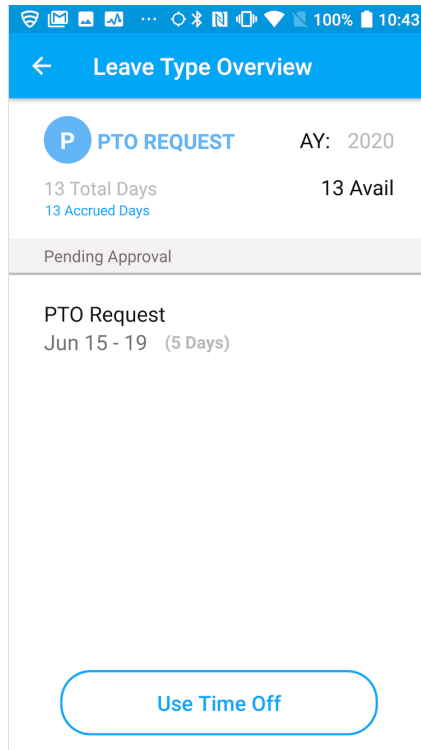 100% 10:43
Leave Type Overview
P PTO REQUEST AY: 2020
13 Total Days 13 Avail
13 Accrued Days
Pending Approval
PTO Request
Jun 15 - 19 (5 Days)
Use Time Off